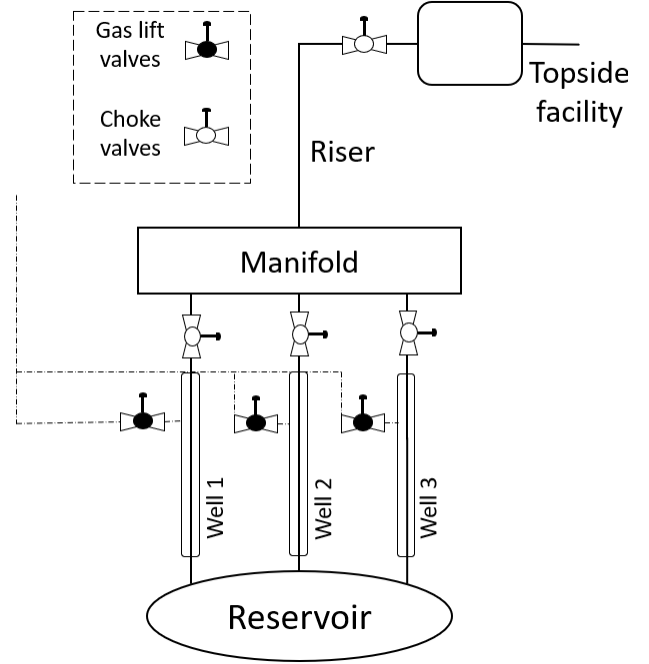 Gas lift
valves
Choke
valves
Topside
facility
Riser
Manifold
Well 1
Well 2
Well 3
Reservoir